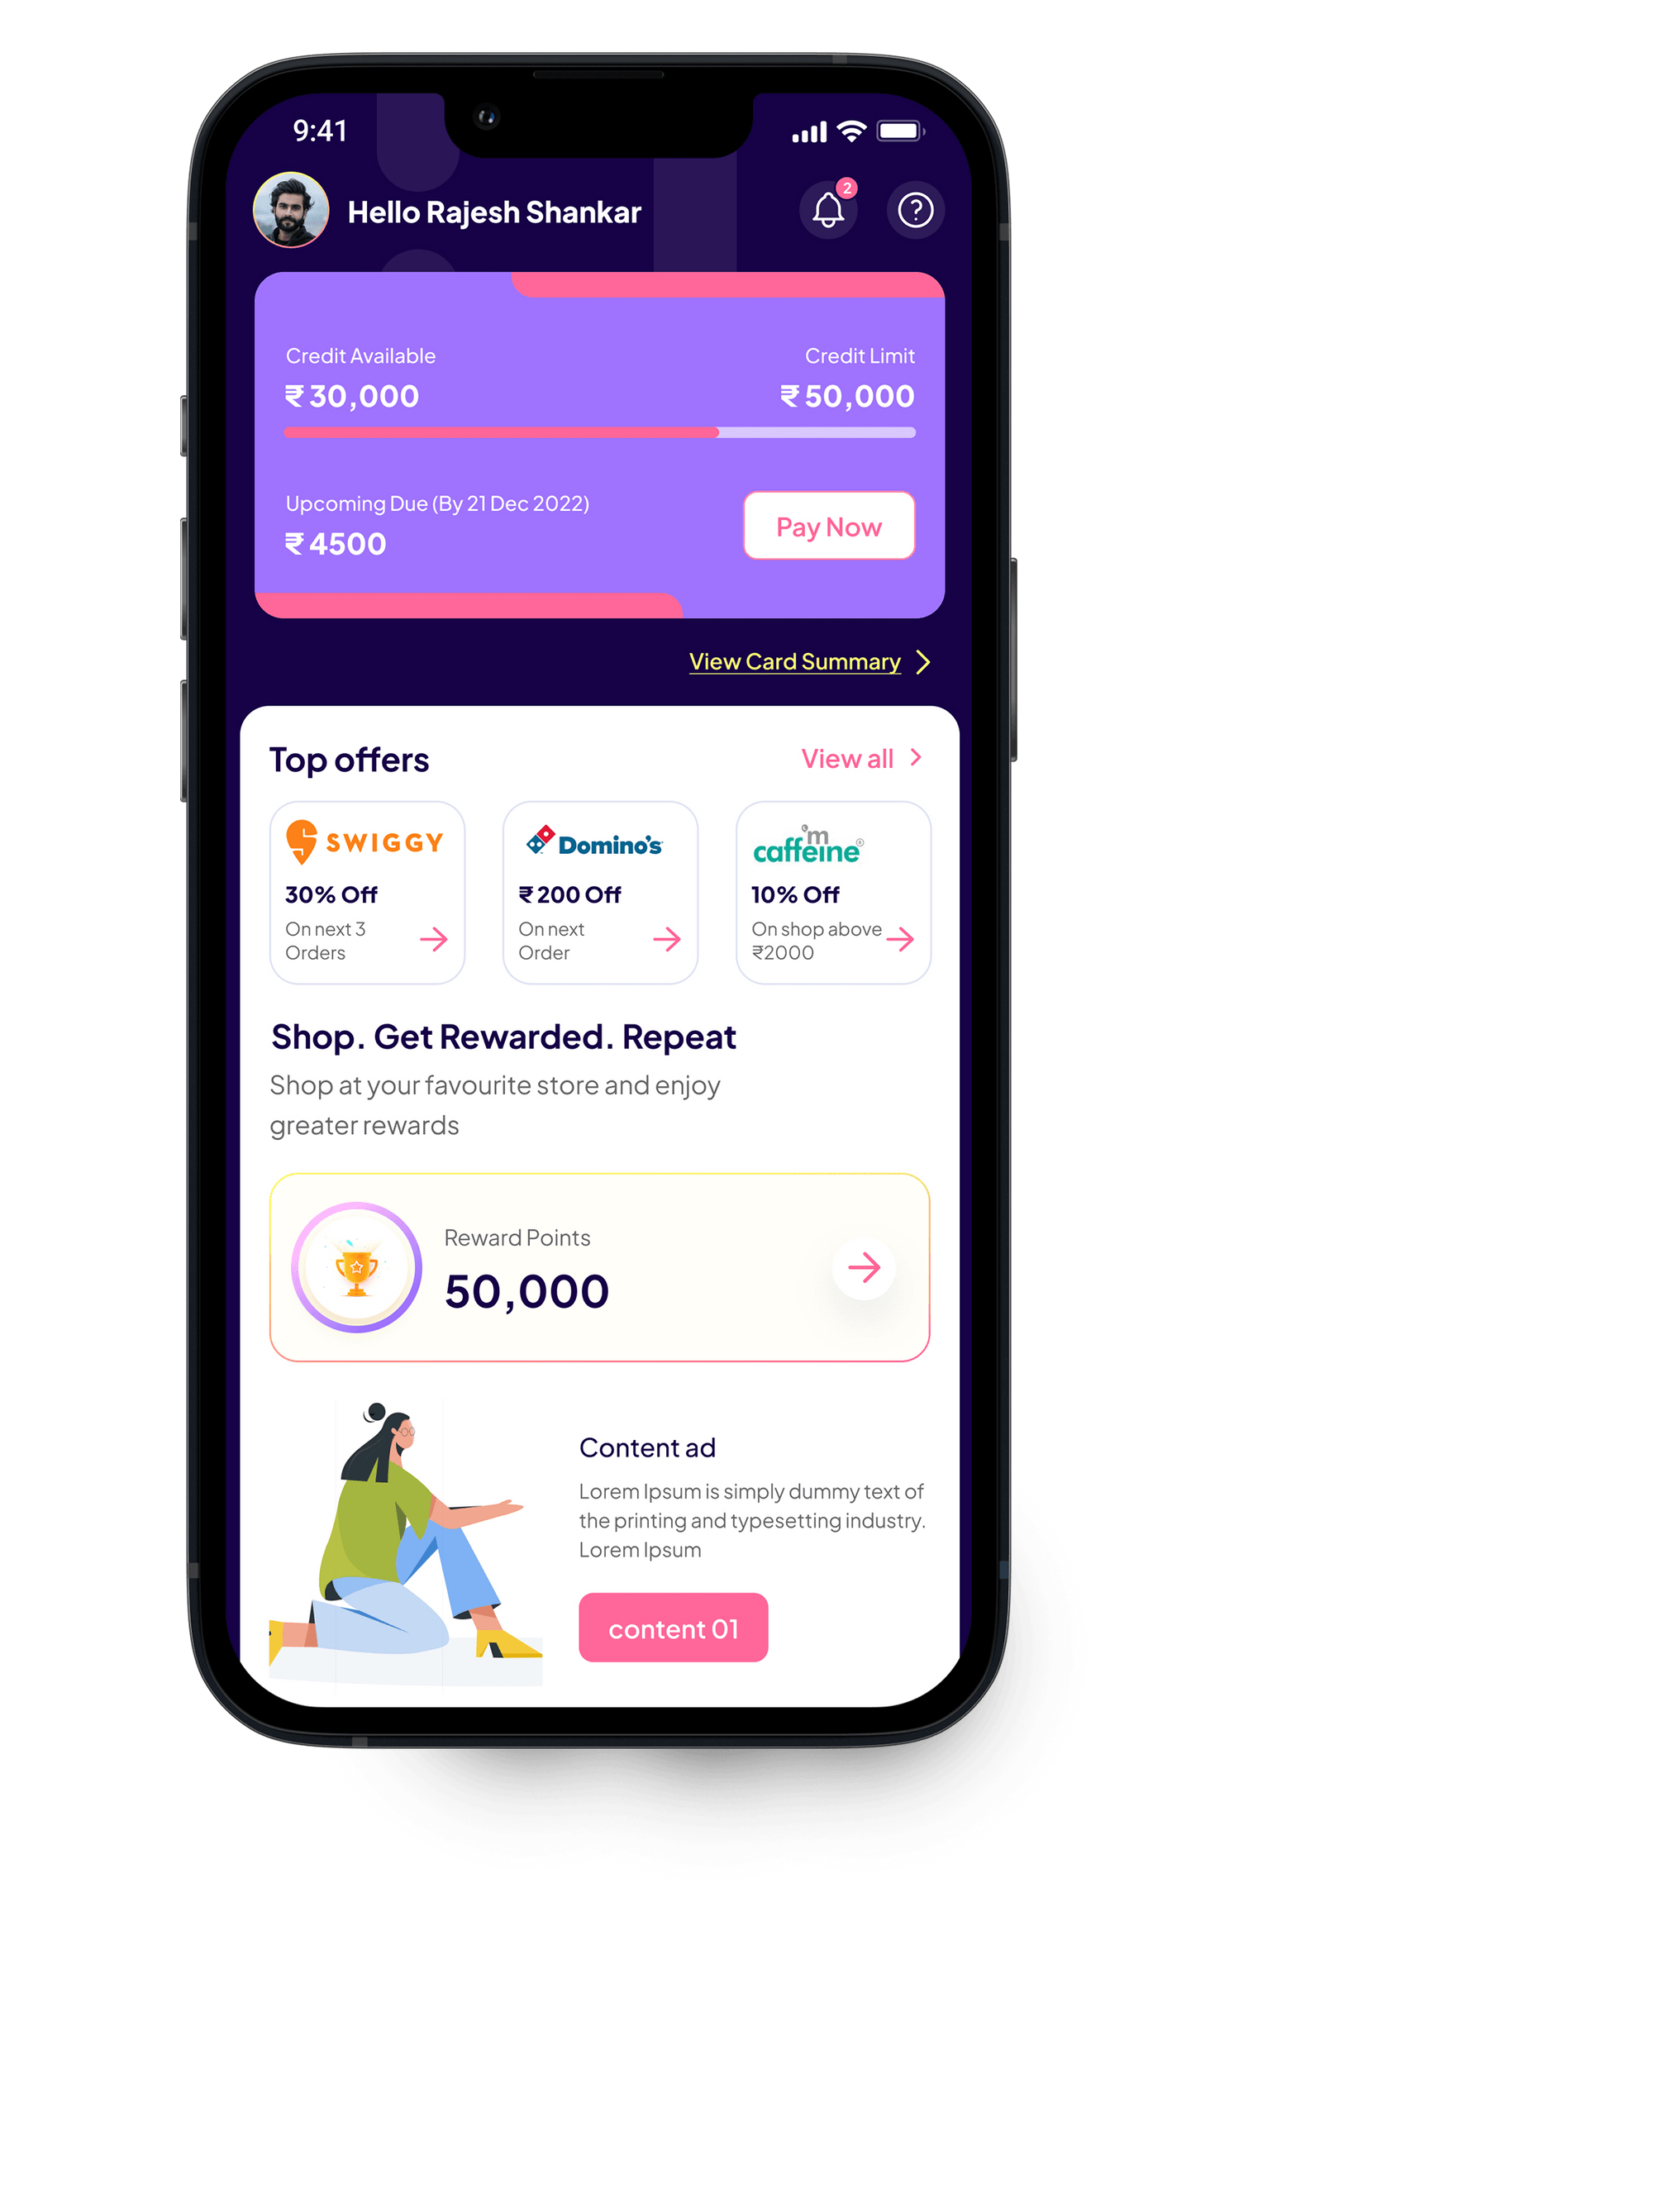 9:41
2
Hello Rajesh Shankar
Credit Available
Credit Limit
₹ 30,000
₹ 50,000
Upcoming Due (By 21 Dec 2022)
₹ 4500
Pay Now
View Card Summary
Top offers
View all
SWIGGY
30% Off
On next 3
Orders
Domino's
₹ 200 Off
On next
Order
'm
caffeine®
10% Off
On shop above
₹2000
Shop. Get Rewarded. Repeat
Shop at your favourite store and enjoy
greater rewards
Reward Points
50,000
Content ad
Lorem Ipsum is simply dummy text of
the printing and typesetting industry.
Lorem Ipsum
content 01